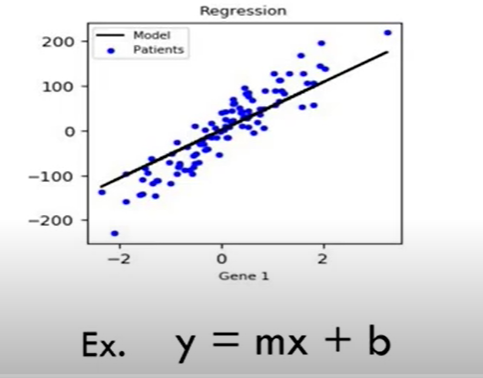 Regression
Model
Patients
200
100
0
−100
−200
−2 0 2
Gene 1
Ex. y = mx + b